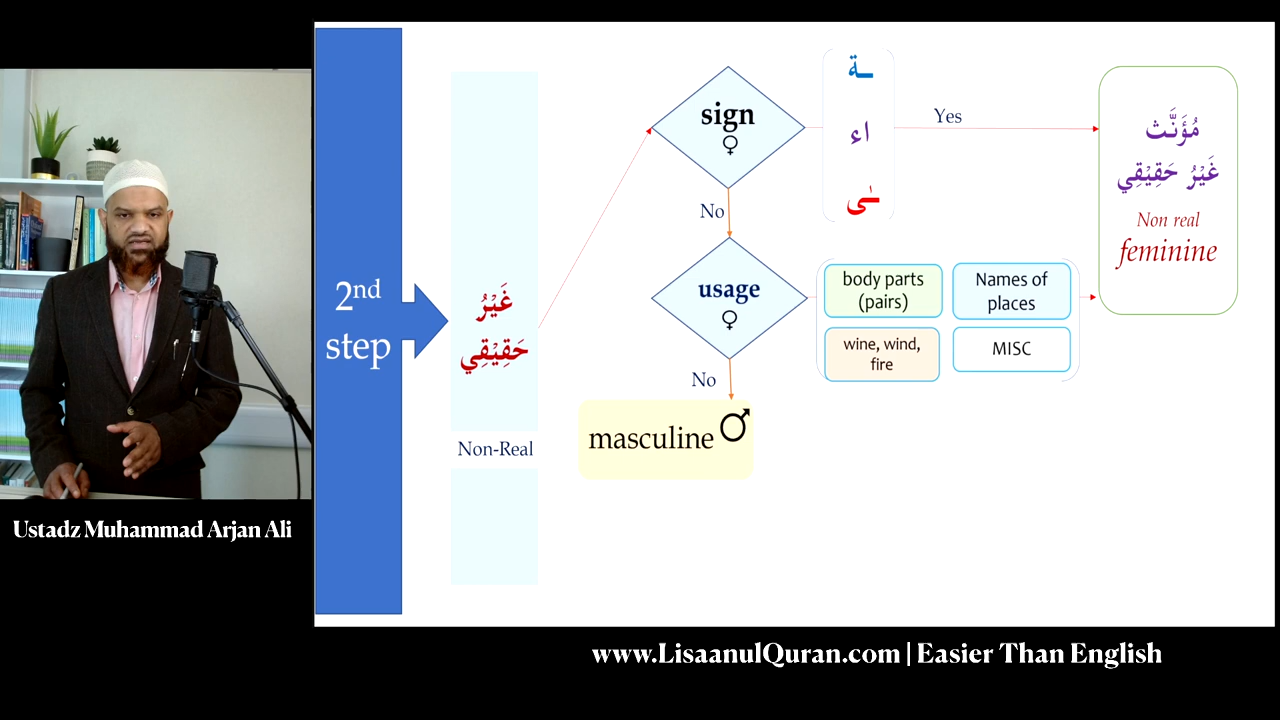 2nd
step
غَيْرُ
حَقِيْقِي
Non-Real
sign
♀
No
ـة
اء
ـٰى
Yes
usage
♀
No
body parts
(pairs)
Names of
places
wine, wind,
fire
MISC
masculine ♂
مُؤَنَّث
غَيْرُ حَقِيْقِي
Non real
feminine
Ustadz Muhammad Arjan Ali
www.LisaanulQuran.com | Easier Than English